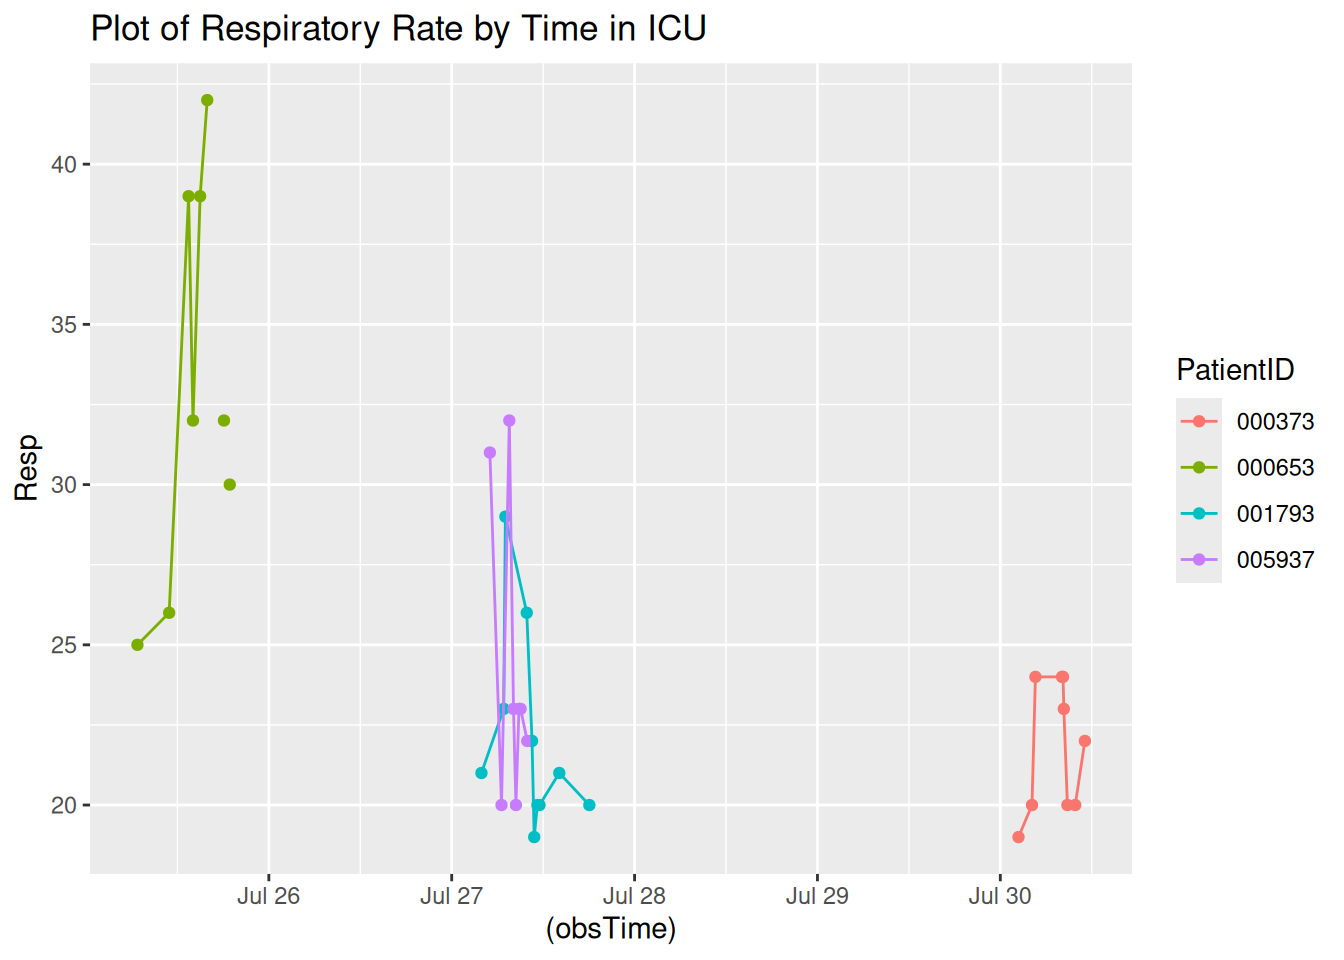 Plot of Respiratory Rate by Time in ICU
40
35
30
25
20
Resp
Jul 26
Jul 27
Jul 28
Jul 29
Jul 30
(obsTime)
PatientID
000373
000653
001793
005937